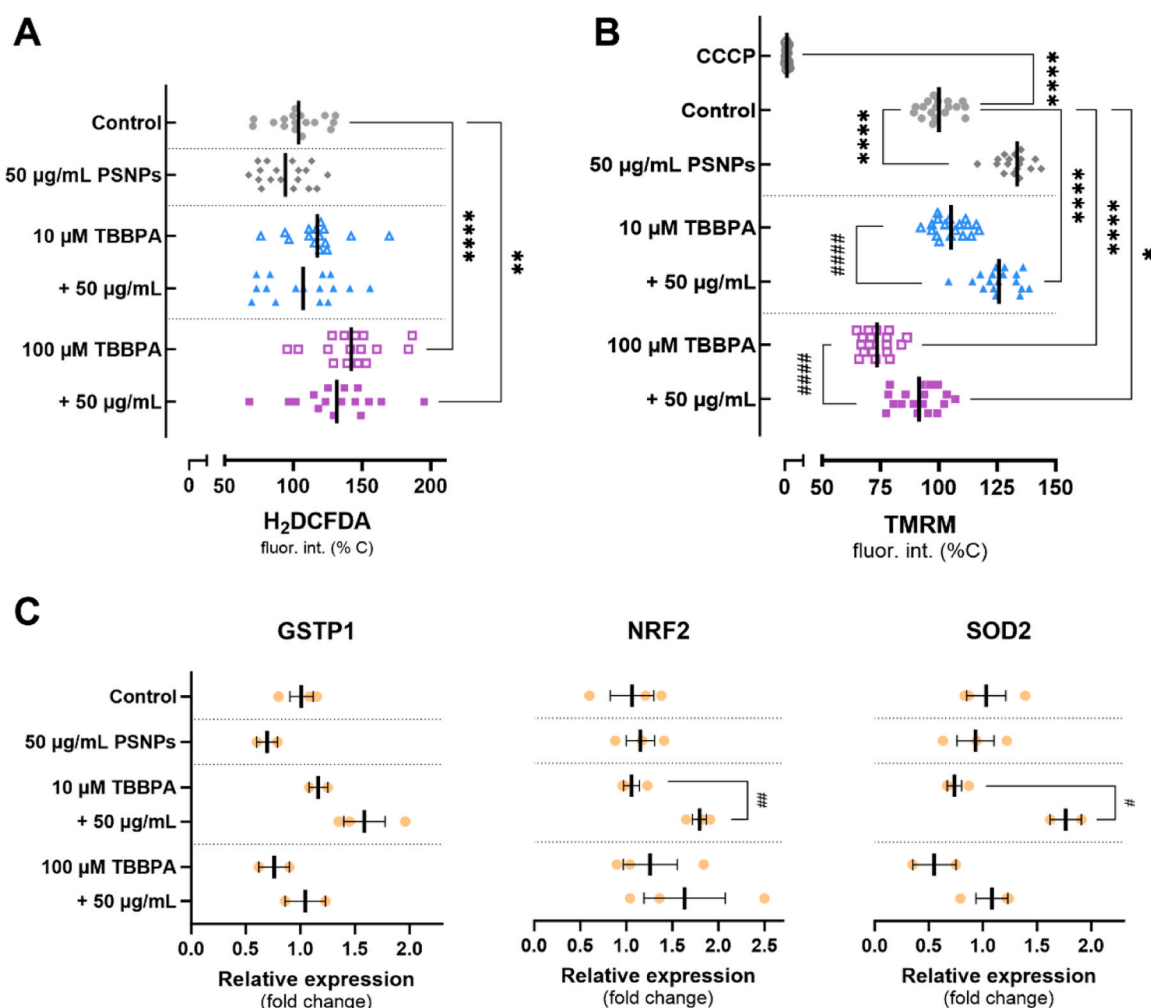 A
Control
50 µg/mL PSNPs
10 µM TBBPA
+ 50 µg/mL
100 µM TBBPA
+ 50 µg/mL
****
**
0 50 100 150 200
H₂DCFDA
fluor. int. (% C)
B
CCCP
Control
50 µg/mL PSNPs
10 µM TBBPA
+ 50 µg/mL
100 µM TBBPA
+ 50 µg/mL
****
****
****
****
*
####
####
0 50 75 100 125 150
TMRM
fluor. int. (%C)
C
GSTP1 NRF2 SOD2
Control
50 µg/mL PSNPs
10 µM TBBPA
+ 50 µg/mL
100 µM TBBPA
+ 50 µg/mL
##
#
0.0 0.5 1.0 1.5 2.0
Relative expression
(fold change)
0.0 0.5 1.0 1.5 2.0 2.5
Relative expression
(fold change)
0.0 0.5 1.0 1.5 2.0
Relative expression
(fold change)